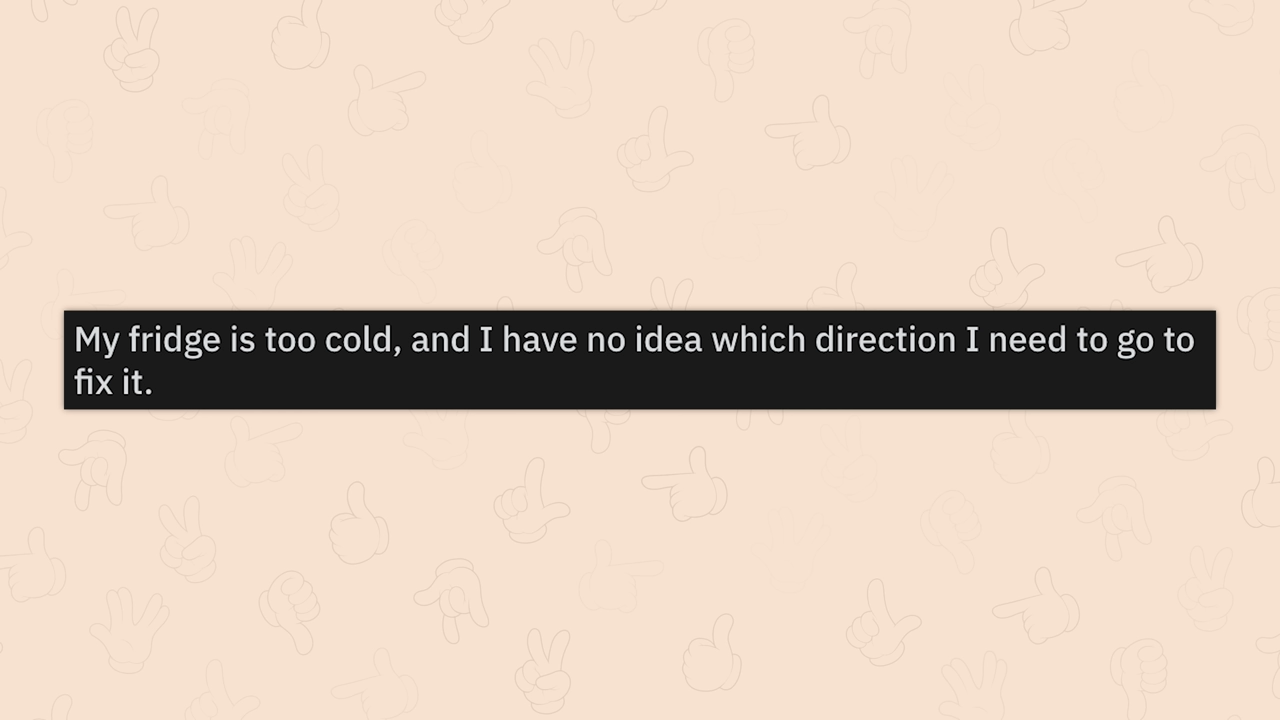 My fridge is too cold, and I have no idea which direction I need to go to
fix it.